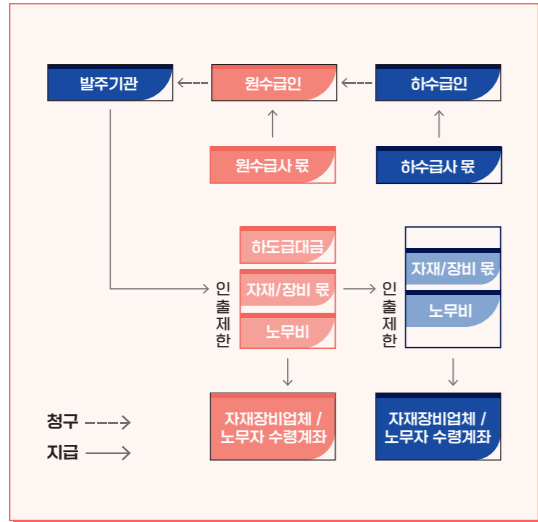 발주기관
원수급인
하수급인
원수급사 몫
하수급사 몫
하도급대금
자재/장비 몫
노무비
인출제한
자재/장비 몫
노무비
인출제한
자재장비업체 /
노무자 수령계좌
자재장비업체 /
노무자 수령계좌
청구
지급